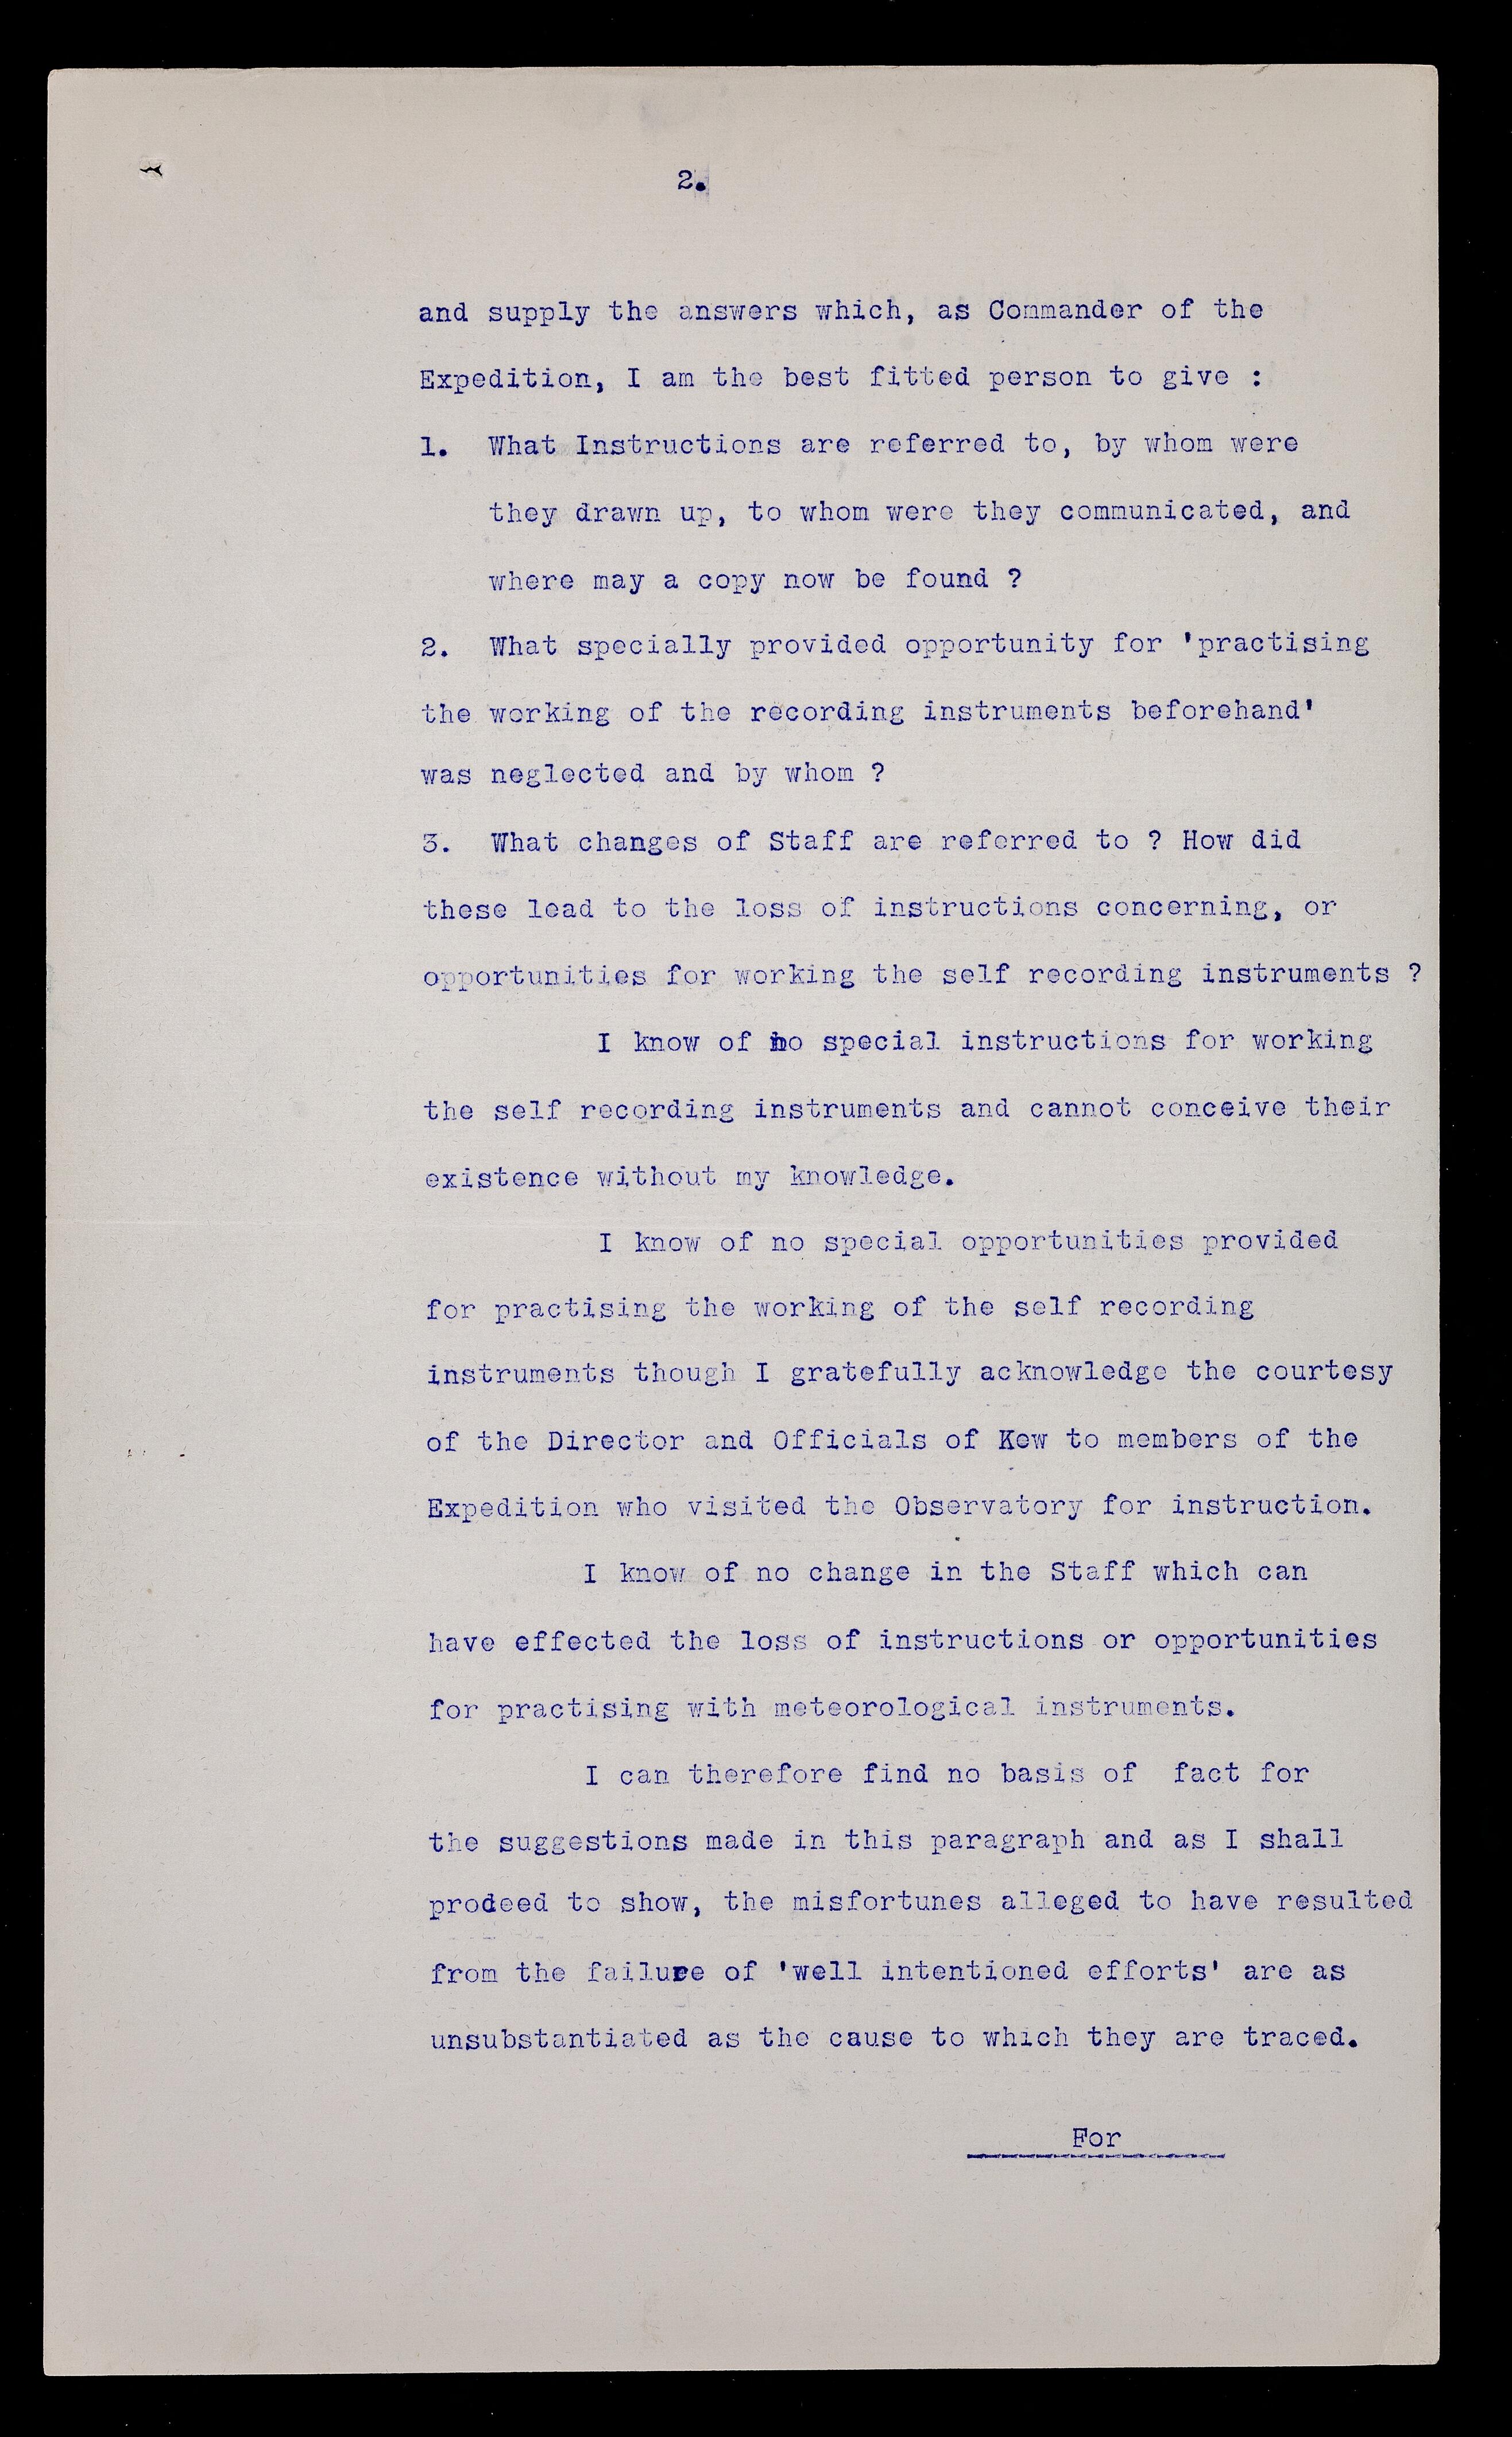 2.
and supply the answers which, as Commander of the
Expedition, I am the best fitted person to give :
1. What Instructions are referred to, by whom were
they drawn up, to whom were they communicated, and
where may a copy now be found ?
2. What specially provided opportunity for 'practising
the working of the recording instruments beforehand'
was neglected and by whom ?
3. What changes of Staff are referred to ? How did
these lead to the loss of instructions concerning, or
opportunities for working the self recording instruments ?
I know of no special instructions for working
the self recording instruments and cannot conceive their
existence without my knowledge.
I know of no special opportunities provided
for practising the working of the self recording
instruments though I gratefully acknowledge the courtesy
of the Director and Officials of Kew to members of the
Expedition who visited the Observatory for instruction.
I know of no change in the Staff which can
have effected the loss of instructions or opportunities
for practising with meteorological instruments.
I can therefore find no basis of fact for
the suggestions made in this paragraph and as I shall
proceed to show, the misfortunes alleged to have resulted
from the failure of 'well intentioned efforts' are as
unsubstantiated as the cause to which they are traced.
For